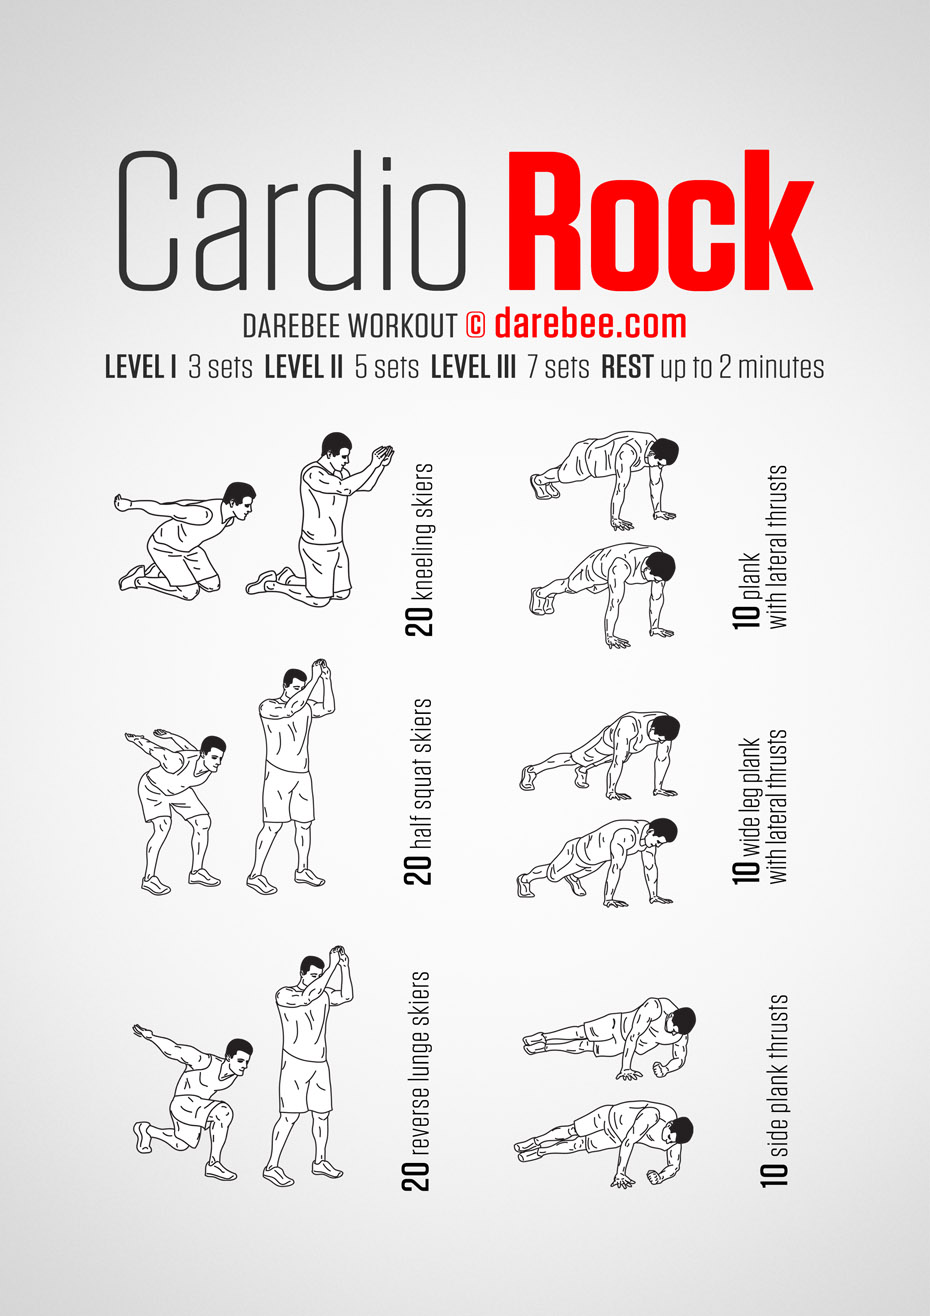 Cardio Rock
DAREBEE WORKOUT © darebee.com
LEVEL I 3 sets LEVEL II 5 sets LEVEL III 7 sets REST up to 2 minutes
20 kneeling skiers
10 plank
with lateral thrusts
20 half squat skiers
10 wide leg plank
with lateral thrusts
20 reverse lunge skiers
10 side plank thrusts